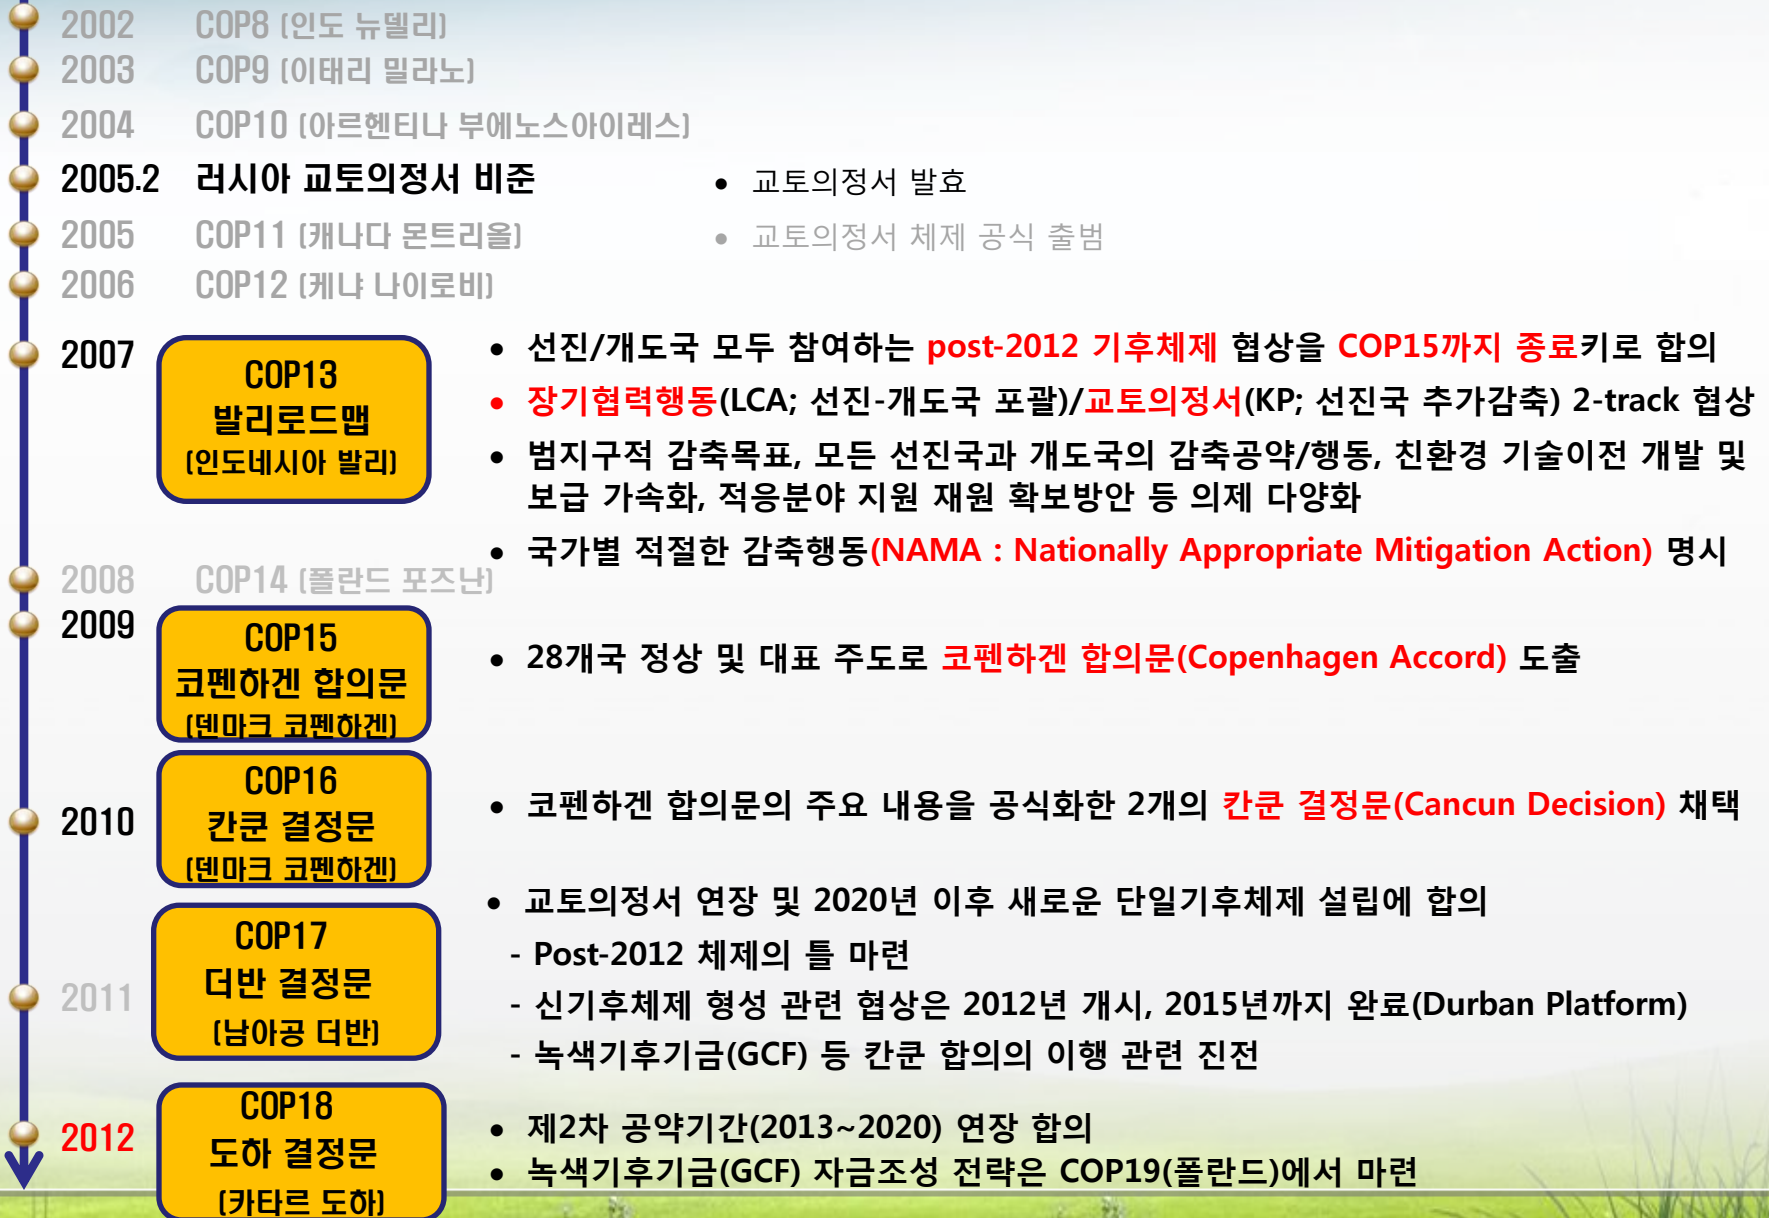 2002 COP8 (인도 뉴델리)
2003 COP9 (이태리 밀라노)
2004 COP10 (아르헨티나 부에노스아이레스)
2005.2 러시아 교토의정서 비준 • 교토의정서 발효
2005 COP11 (캐나다 몬트리올) • 교토의정서 체제 공식 출범
2006 COP12 (케냐 나이로비)
2007
COP13
발리로드맵
(인도네시아 발리)
• 선진/개도국 모두 참여하는 post-2012 기후체제 협상을 COP15까지 종료키로 합의
• 장기협력행동(LCA; 선진-개도국 포괄)/교토의정서(KP; 선진국 추가감축) 2-track 협상
• 범지구적 감축목표, 모든 선진국과 개도국의 감축공약/행동, 친환경 기술이전 개발 및
보급 가속화, 적응분야 지원 재원 확보방안 등 의제 다양화
• 국가별 적절한 감축행동(NAMA : Nationally Appropriate Mitigation Action) 명시
2008 COP14 (폴란드 포즈난)
2009
COP15
코펜하겐 합의문
(덴마크 코펜하겐)
• 28개국 정상 및 대표 주도로 코펜하겐 합의문(Copenhagen Accord) 도출
2010
COP16
칸쿤 결정문
(덴마크 코펜하겐)
• 코펜하겐 합의문의 주요 내용을 공식화한 2개의 칸쿤 결정문(Cancun Decision) 채택
2011
COP17
더반 결정문
(남아공 더반)
• 교토의정서 연장 및 2020년 이후 새로운 단일기후체제 설립에 합의
- Post-2012 체제의 틀 마련
- 신기후체제 형성 관련 협상은 2012년 개시, 2015년까지 완료(Durban Platform)
- 녹색기후기금(GCF) 등 칸쿤 합의의 이행 관련 진전
2012
COP18
도하 결정문
(카타르 도하)
• 제2차 공약기간(2013~2020) 연장 합의
• 녹색기후기금(GCF) 자금조성 전략은 COP19(폴란드)에서 마련